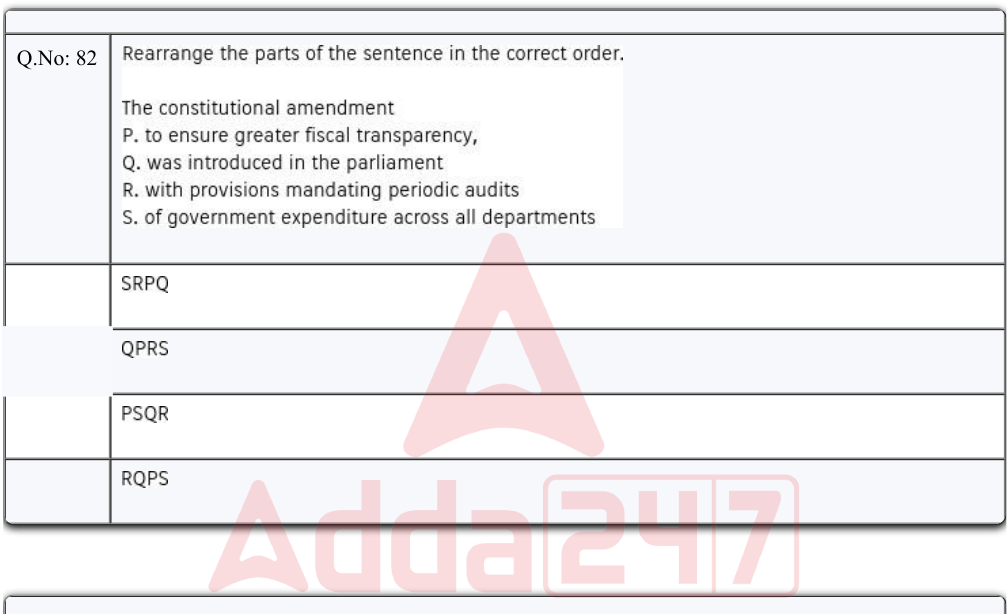 Q.No: 82
Rearrange the parts of the sentence in the correct order.
The constitutional amendment
P. to ensure greater fiscal transparency,
Q. was introduced in the parliament
R. with provisions mandating periodic audits
S. of government expenditure across all departments
SRPQ
QPRS
PSQR
RQPS
Adda247